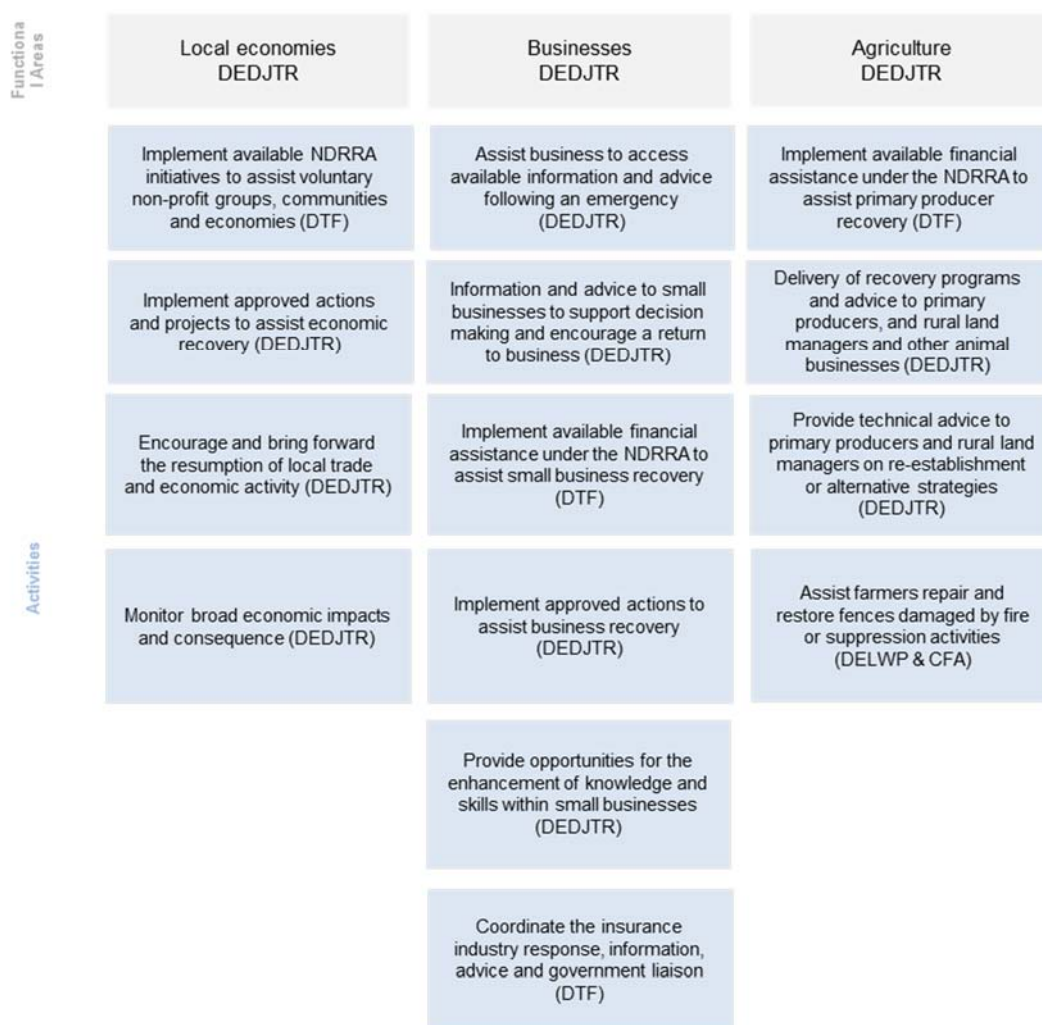 Functiona
l Areas
Local economies
DEDJTR
Businesses
DEDJTR
Agriculture
DEDJTR
Activities
Implement available NDRRA
initiatives to assist voluntary
non-profit groups, communities
and economies (DTF)
Assist business to access
available information and advice
following an emergency
(DEDJTR)
Implement available financial
assistance under the NDRRA to
assist primary producer
recovery (DTF)
Implement approved actions
and projects to assist economic
recovery (DEDJTR)
Information and advice to small
businesses to support decision
making and encourage a return
to business (DEDJTR)
Delivery of recovery programs
and advice to primary
producers, and rural land
managers and other animal
businesses (DEDJTR)
Encourage and bring forward
the resumption of local trade
and economic activity (DEDJTR)
Implement available financial
assistance under the NDRRA to
assist small business recovery
(DTF)
Provide technical advice to
primary producers and rural land
managers on re-establishment
or alternative strategies
(DEDJTR)
Monitor broad economic impacts
and consequence (DEDJTR)
Implement approved actions to
assist business recovery
(DEDJTR)
Assist farmers repair and
restore fences damaged by fire
or suppression activities
(DELWP & CFA)
Provide opportunities for the
enhancement of knowledge and
skills within small businesses
(DEDJTR)
Coordinate the insurance
industry response, information,
advice and government liaison
(DTF)